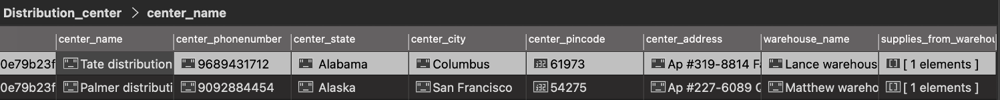 Distribution_center > center_name
center_name center_phonenumber center_state center_city center_pincode center_address warehouse_name supplies_from_warehou
0e79b23f Tate distribution 9689431712 Alabama Columbus 61973 Ap #319-8814 Fa Lance warehous [ 1 elements ]
0e79b23f Palmer distributi 9092884454 Alaska San Francisco 54275 Ap #227-6089 Matthew wareho [ 1 elements ]